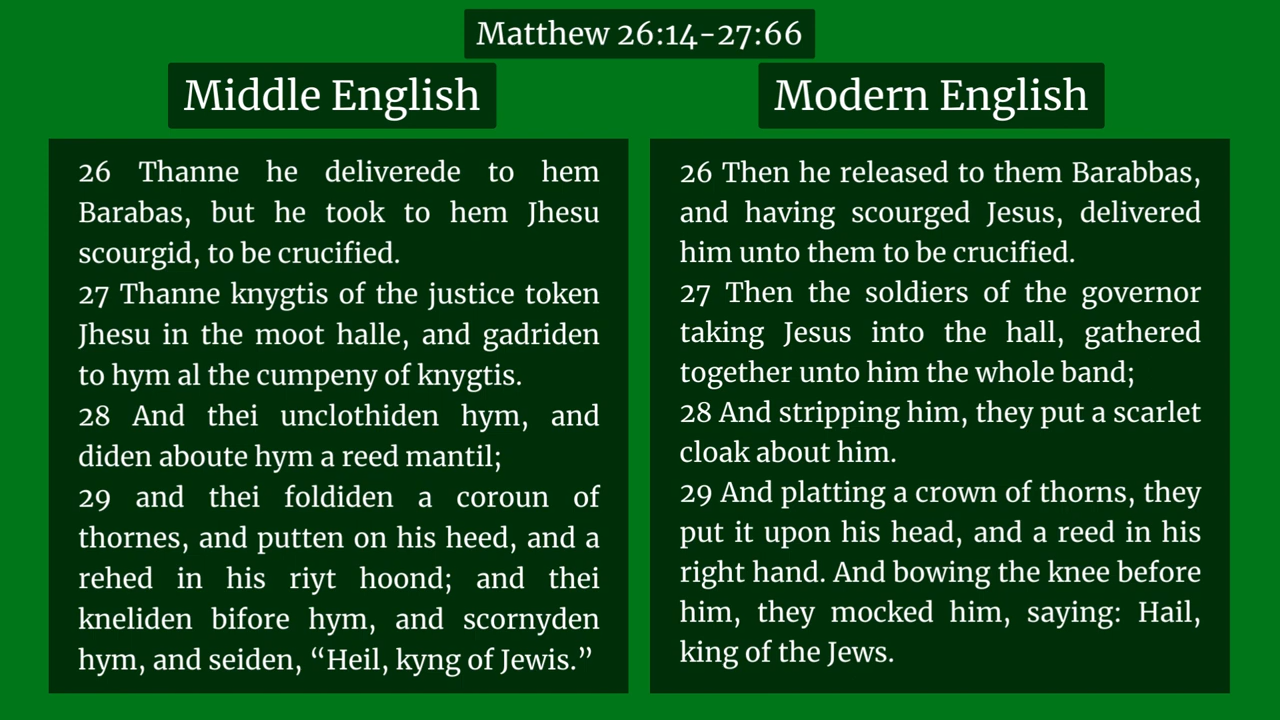 Matthew 26:14-27:66
Middle English
26 Thanne he deliverede to hem
Barabas, but he took to hem Jhesu
scourgid, to be crucified.
27 Thanne knygtis of the justice token
Jhesu in the moot halle, and gadriden
to hym al the cumpeny of knygtis.
28 And thei unclothiden hym, and
diden aboute hym a reed mantil;
29 and thei foldiden a coroun of
thornes, and putten on his heed, and a
rehed in his riyt hoond; and thei
kneliden bifore hym, and scornyden
hym, and seiden, “Heil, kyng of Jewis.”
Modern English
26 Then he released to them Barabbas,
and having scourged Jesus, delivered
him unto them to be crucified.
27 Then the soldiers of the governor
taking Jesus into the hall, gathered
together unto him the whole band;
28 And stripping him, they put a scarlet
cloak about him.
29 And platting a crown of thorns, they
put it upon his head, and a reed in his
right hand. And bowing the knee before
him, they mocked him, saying: Hail,
king of the Jews.